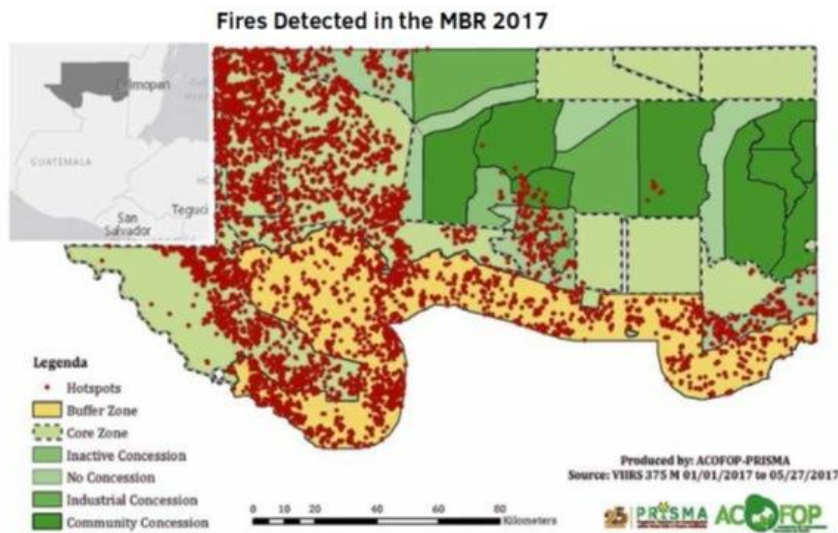 Fires Detected in the MBR 2017
GUATEMALA
San
Salvador
Teguci
Legenda
Hotspots
Buffer Zone
Core Zone
Inactive Concession
No Concession
Industrial Concession
Community Concession
0 20 40 60 80
Kilometers
Produced by: ACOFOP-PRISMA
Source: VIIRS 375 M 01/01/2017 to 05/27/2017
25 PRISMA
ACOFOP